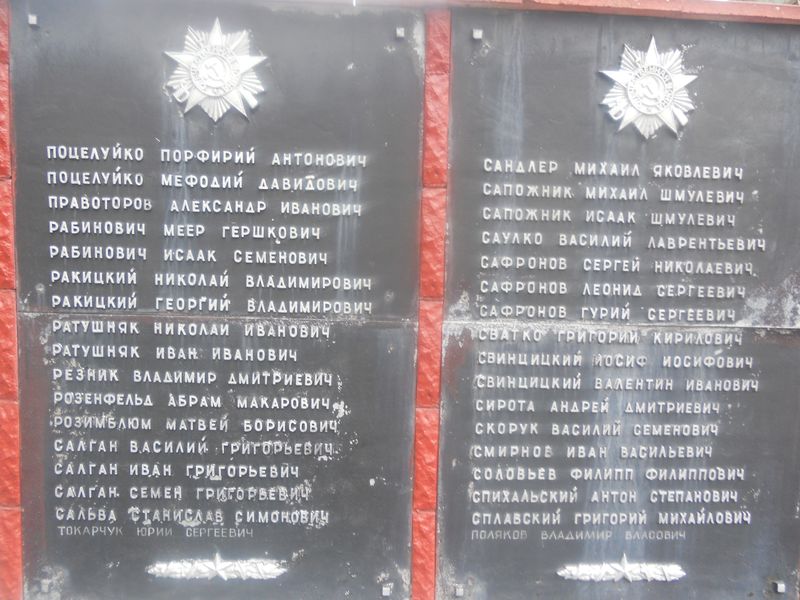 ПОЦЕЛУЙКО ПОРФИРИЙ АНТОНОВИЧ
ПОЦЕЛУЙКО МЕФОДИЙ ДАВИДОВИЧ
ПРАВОТОРОВ АЛЕКСАНДР ИВАНОВИЧ
РАБИНОВИЧ МЕЕР ГЕРШКОВИЧ
РАБИНОВИЧ ИСААК СЕМЕНОВИЧ
РАКИЦКИЙ НИКОЛАЙ ВЛАДИМИРОВИЧ
РАКИЦКИЙ ГЕОРГИЙ ВЛАДИМИРОВИЧ
РАТУШНЯК НИКОЛАЙ ИВАНОВИЧ
РАТУШНЯК ИВАН ИВАНОВИЧ
РЕЗНИК ВЛАДИМИР ДМИТРИЕВИЧ
РОЗЕНФЕЛЬД АБРАМ МАКАРОВИЧ
РОЗИМБЛЮМ МАТВЕЙ БОРИСОВИЧ
САЛГАН ВАСИЛИЙ ГРИГОРЬЕВИЧ
САЛГАН ИВАН ГРИГОРЬЕВИЧ
САЛГАН СЕМЕН ГРИГОРЬЕВИЧ
САЛЬВА СТАНИСЛАВ СИМОНОВИЧ
ТОКАРЧУК ЮРИЙ СЕРГЕЕВИЧ
САНДЛЕР МИХАИЛ ЯКОВЛЕВИЧ
САПОЖНИК МИХАИЛ ШМУЛЕВИЧ
САПОЖНИК ИСААК ЩМУЛЕВИЧ
САУЛКО ВАСИЛИЙ ЛАВРЕНТЬЕВИЧ
САФРОНОВ СЕРГЕЙ НИКОЛАЕВИЧ
САФРОНОВ ЛЕОНИД СЕРГЕЕВИЧ
САФРОНОВ ГУРИЙ СЕРГЕЕВИЧ
СВАТКО ГРИГОРИЙ КИРИЛОВИЧ
СВИНЦИЦКИЙ ИОСИФ ИОСИФОВИЧ
СВИНЦИЦКИЙ ВАЛЕНТИН ИВАНОВИЧ
СИРОТА АНДРЕЙ ДМИТРИЕВИЧ
СКОРУК ВАСИЛИЙ СЕМЕНОВИЧ
СМИРНОВ ИВАН ВАСИЛЬЕВИЧ
СОЛОВЬЕВ ФИЛИПП ФИЛИППОВИЧ
СПИХАЛЬСКИЙ АНТОН СТЕПАНОВИЧ
СПЛАВСКИЙ ГРИГОРИЙ МИХАЙЛОВИЧ
ПОЛЯКОВ ВЛАДИМИР ВЛАСОВИЧ